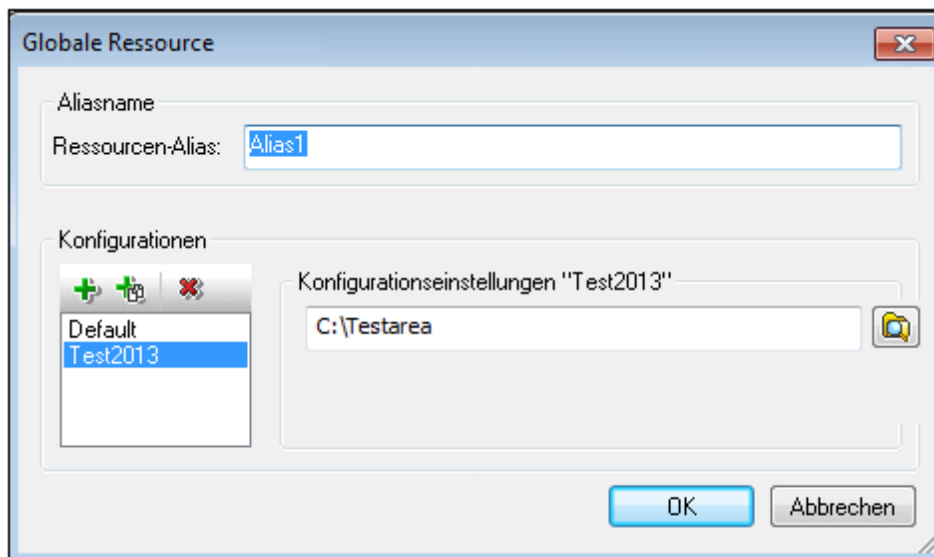 Globale Ressource
Aliasname
Ressourcen-Alias: Alias1
Konfigurationen
Konfigurationseinstellungen "Test2013"
Default
Test2013
C:\Testarea
OK Abbrechen